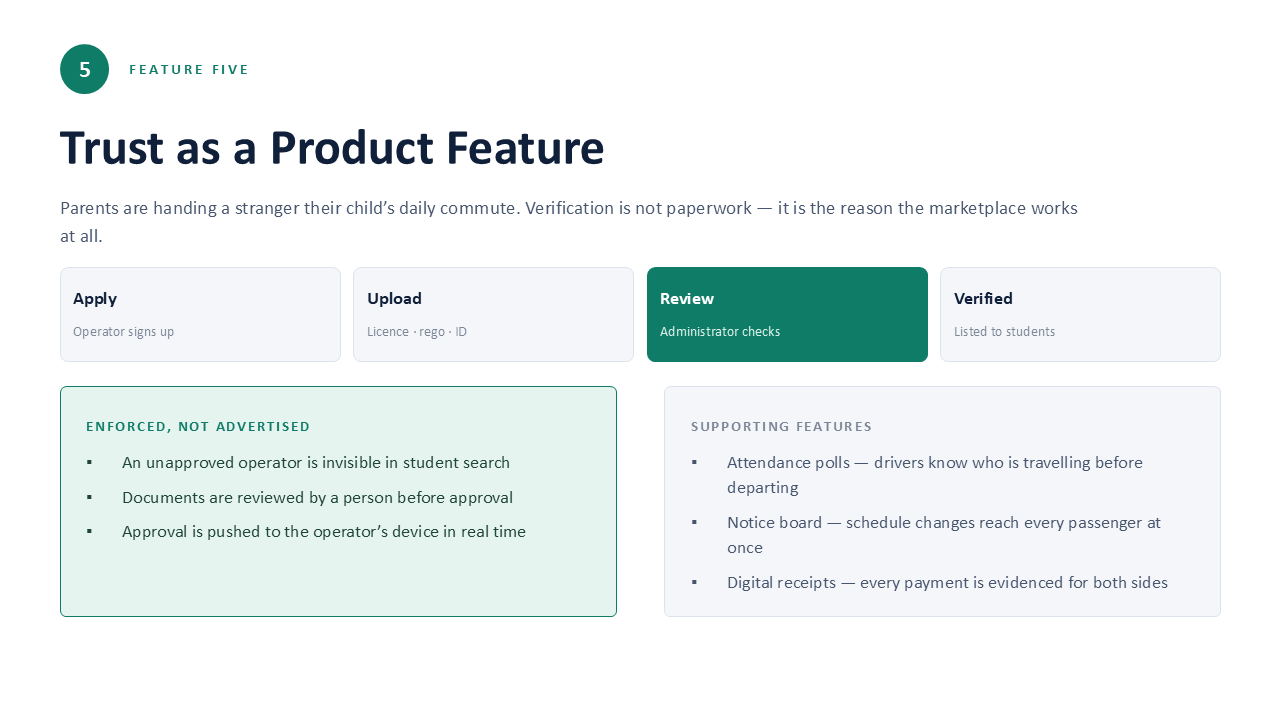 5
FEATURE FIVE
Trust as a Product Feature
Parents are handing a stranger their child’s daily commute. Verification is not paperwork — it is the reason the marketplace works
at all.
Apply
Operator signs up
Upload
Licence · rego · ID
Review
Administrator checks
Verified
Listed to students
ENFORCED, NOT ADVERTISED
▪ An unapproved operator is invisible in student search
▪ Documents are reviewed by a person before approval
▪ Approval is pushed to the operator’s device in real time
SUPPORTING FEATURES
▪ Attendance polls — drivers know who is travelling before
departing
▪ Notice board — schedule changes reach every passenger at
once
▪ Digital receipts — every payment is evidenced for both sides